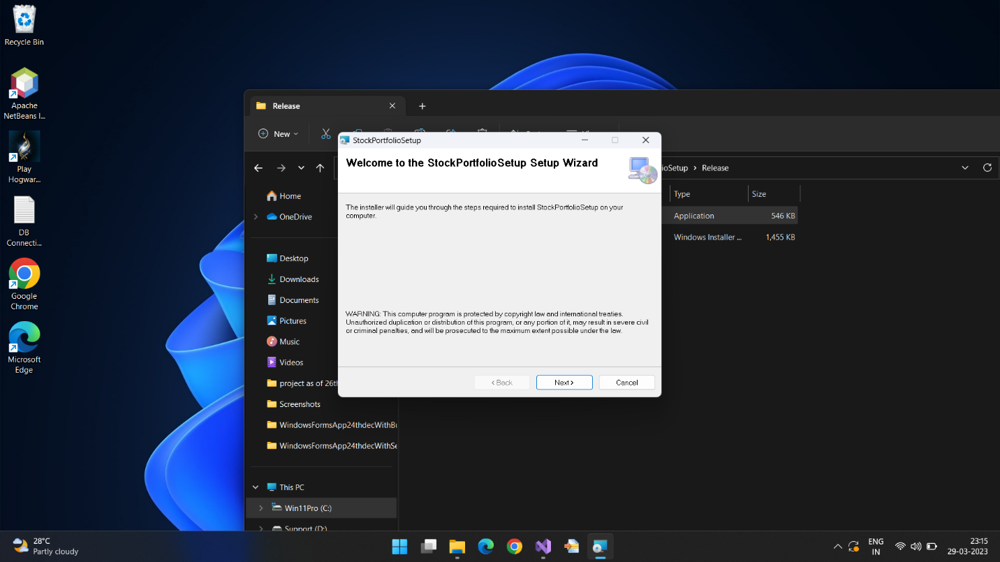 Recycle Bin
Apache
NetBeans I...
Play
Hogwar...
DB
Connecti...
Google
Chrome
Microsoft
Edge
Release
New
Release
Home
OneDrive
Desktop
Downloads
Documents
Pictures
Music
Videos
project as of 26th
Screenshots
WindowsFormsApp24thdecWithBu
WindowsFormsApp24thdecWithSe
This PC
Win11Pro (C:)
Support (D:)
StockPortfolioSetup
Welcome to the StockPortfolioSetup Setup Wizard
The installer will guide you through the steps required to install StockPortfolioSetup on your
computer.
WARNING: This computer program is protected by copyright law and international treaties.
Unauthorized duplication or distribution of this program, or any portion of it, may result in severe civil
or criminal penalties, and will be prosecuted to the maximum extent possible under the law.
< Back
Next >
Cancel
ioSetup > Release
Type Size
Application 546 KB
Windows Installer ... 1,455 KB
28°C
Partly cloudy
ENG
IN
23:15
29-03-2023